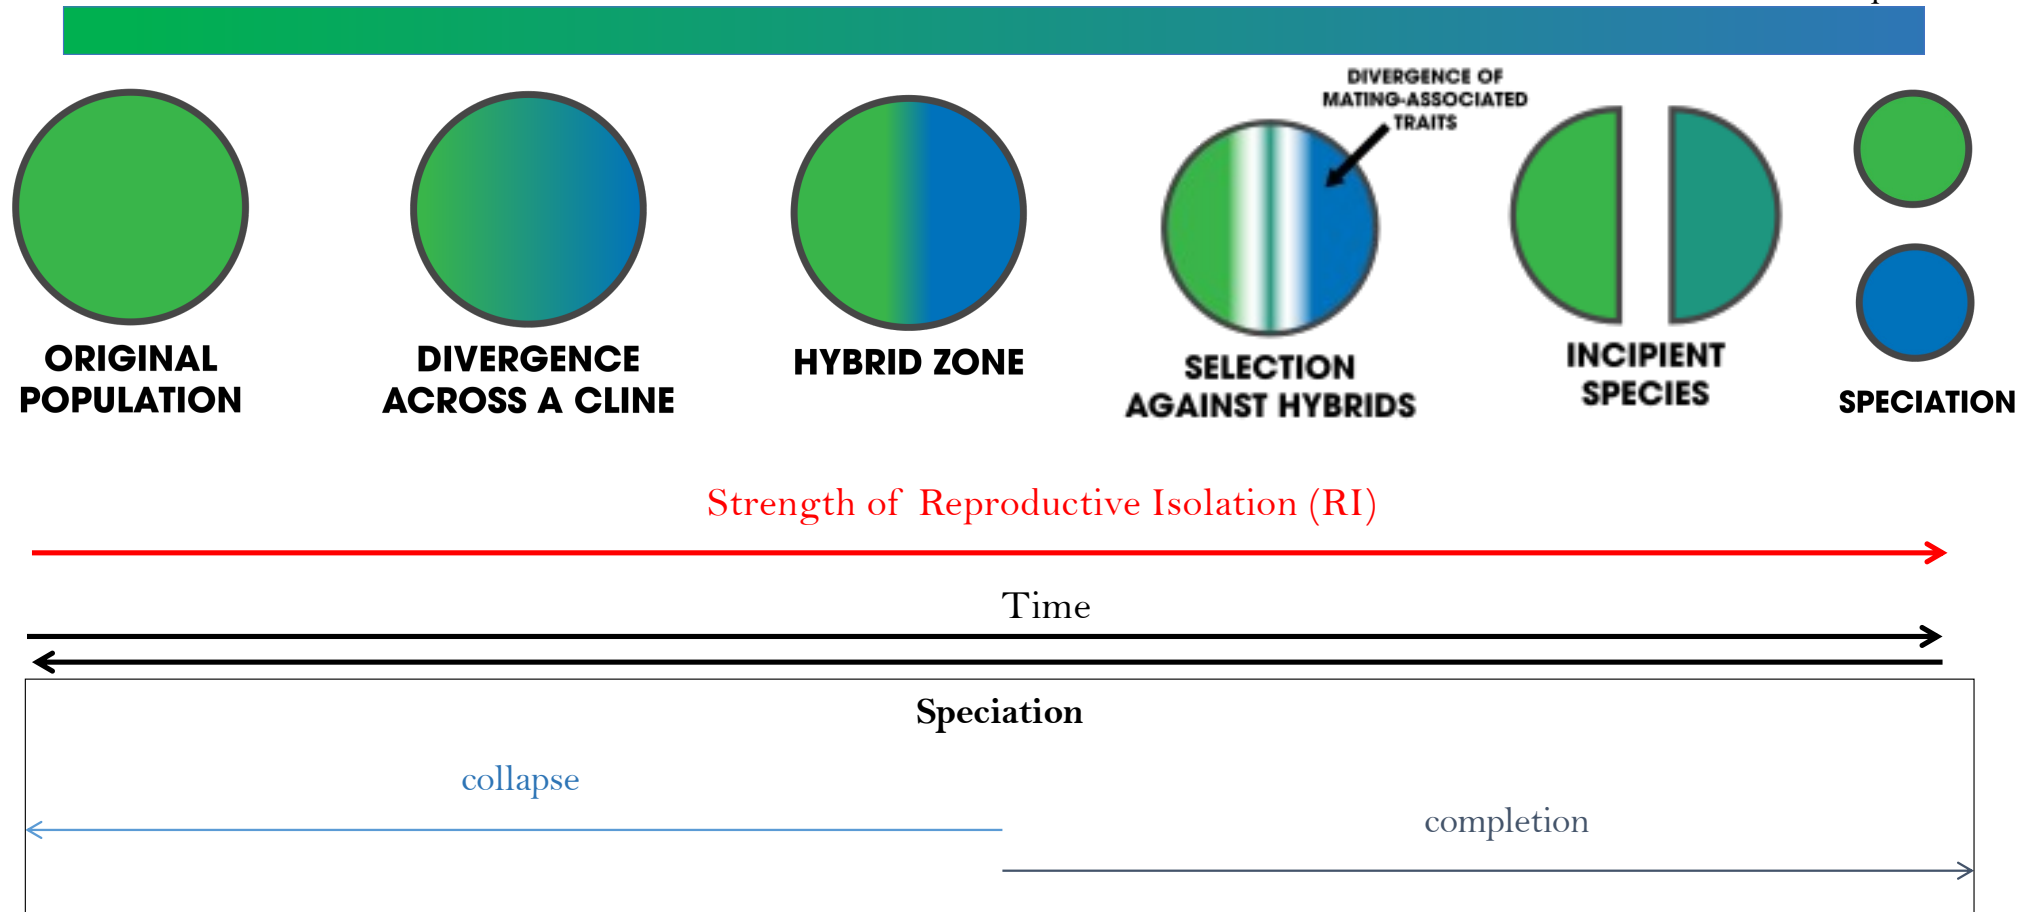 DIVERGENCE OF
MATING-ASSOCIATED
TRAITS
ORIGINAL
POPULATION
DIVERGENCE
ACROSS A CLINE
HYBRID ZONE
SELECTION
AGAINST HYBRIDS
INCIPIENT
SPECIES
SPECIATION
Strength of Reproductive Isolation (RI)
Time
Speciation
collapse
completion